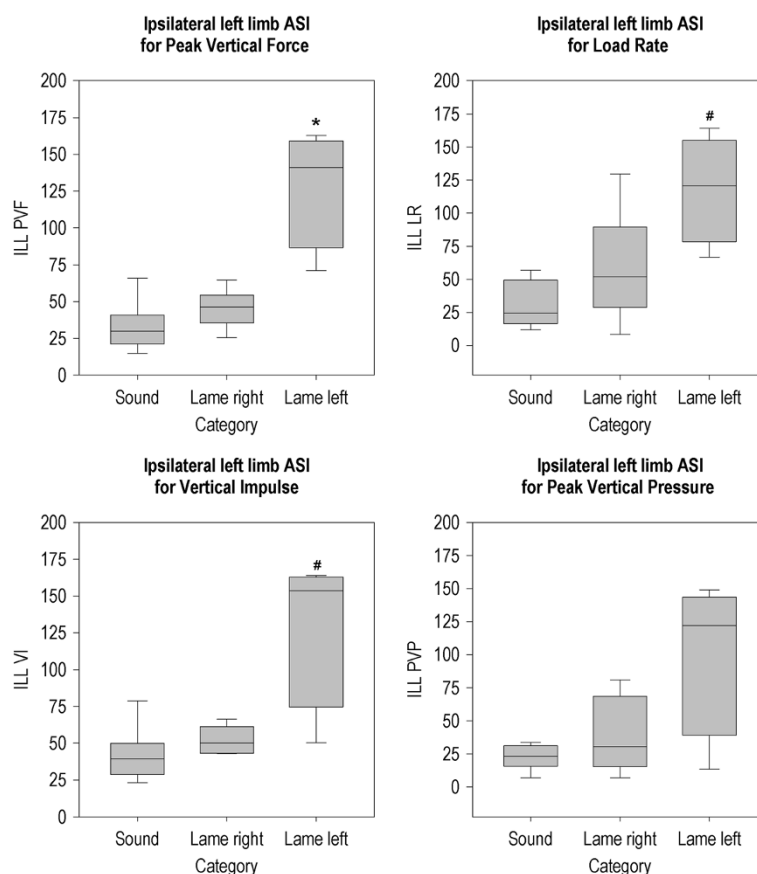 Ipsilateral left limb ASI
for Peak Vertical Force
200
175
150
125
100
75
50
25
0
ILL PVF
*
Sound Lame right Lame left
Category
Ipsilateral left limb ASI
for Load Rate
200
175
150
125
100
75
50
25
0
ILL LR
#
Sound Lame right Lame left
Category
Ipsilateral left limb ASI
for Vertical Impulse
200
175
150
125
100
75
50
25
0
ILL VI
#
Sound Lame right Lame left
Category
Ipsilateral left limb ASI
for Peak Vertical Pressure
200
175
150
125
100
75
50
25
0
ILL PVP
Sound Lame right Lame left
Category